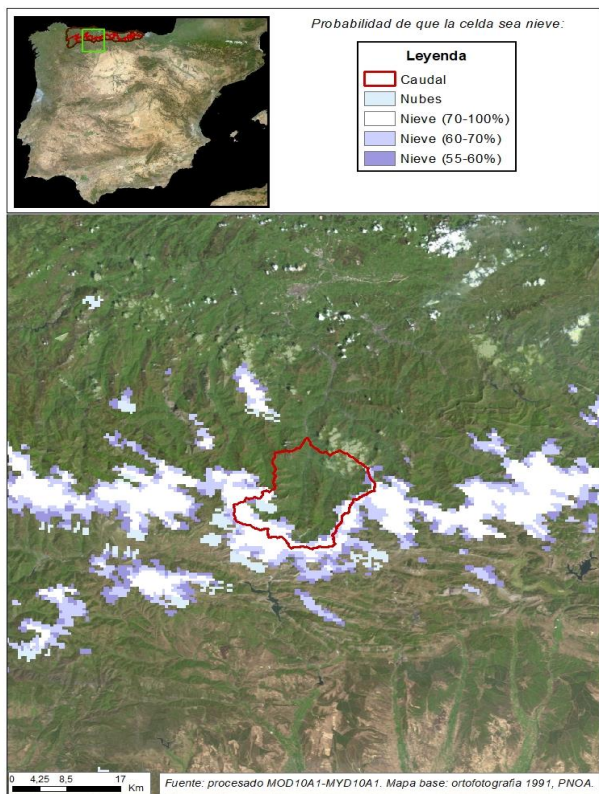 Probabilidad de que la celda sea nieve:
Leyenda
Caudal
Nubes
Nieve (70-100%)
Nieve (60-70%)
Nieve (55-60%)
0 4,25 8,5 17
Km
Fuente: procesado MOD10A1-MYD10A1. Mapa base: ortofotografía 1991, PNOA.